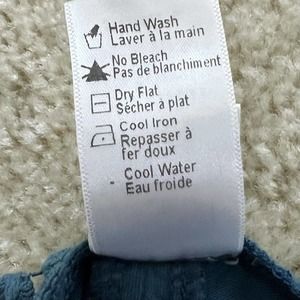 Hand Wash
Laver à la main
No Bleach
Pas de blanchiment
Dry Flat
Sécher à plat
Cool Iron
Repasser à
fer doux
Cool Water
Eau froide